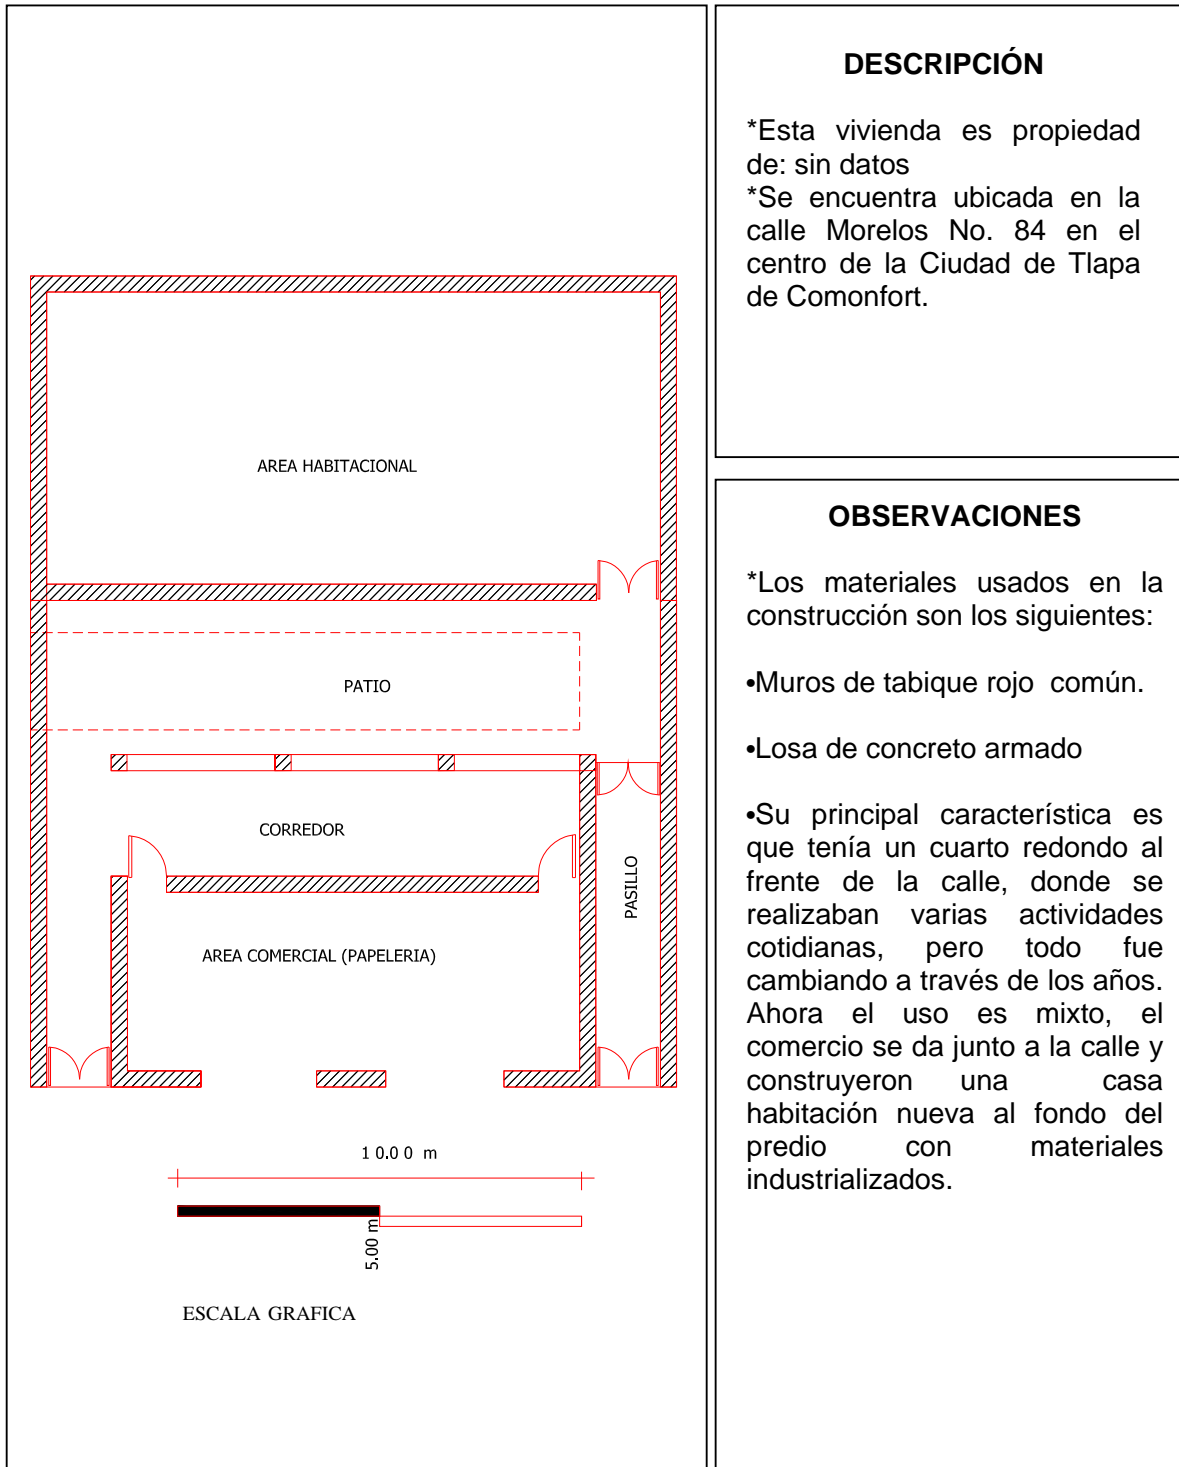 AREA HABITACIONAL
PATIO
CORREDOR
PASILLO
AREA COMERCIAL (PAPELERIA)
10.00 m
5.00 m
ESCALA GRAFICA
DESCRIPCIÓN
*Esta vivienda es propiedad
de: sin datos
*Se encuentra ubicada en la
calle Morelos No. 84 en el
centro de la Ciudad de Tlapa
de Comonfort.
OBSERVACIONES
*Los materiales usados en la
construcción son los siguientes:
•Muros de tabique rojo común.
•Losa de concreto armado
•Su principal característica es
que tenía un cuarto redondo al
frente de la calle, donde se
realizaban varias actividades
cotidianas, pero todo fue
cambiando a través de los años.
Ahora el uso es mixto, el
comercio se da junto a la calle y
construyeron una casa
habitación nueva al fondo del
predio con materiales
industrializados.